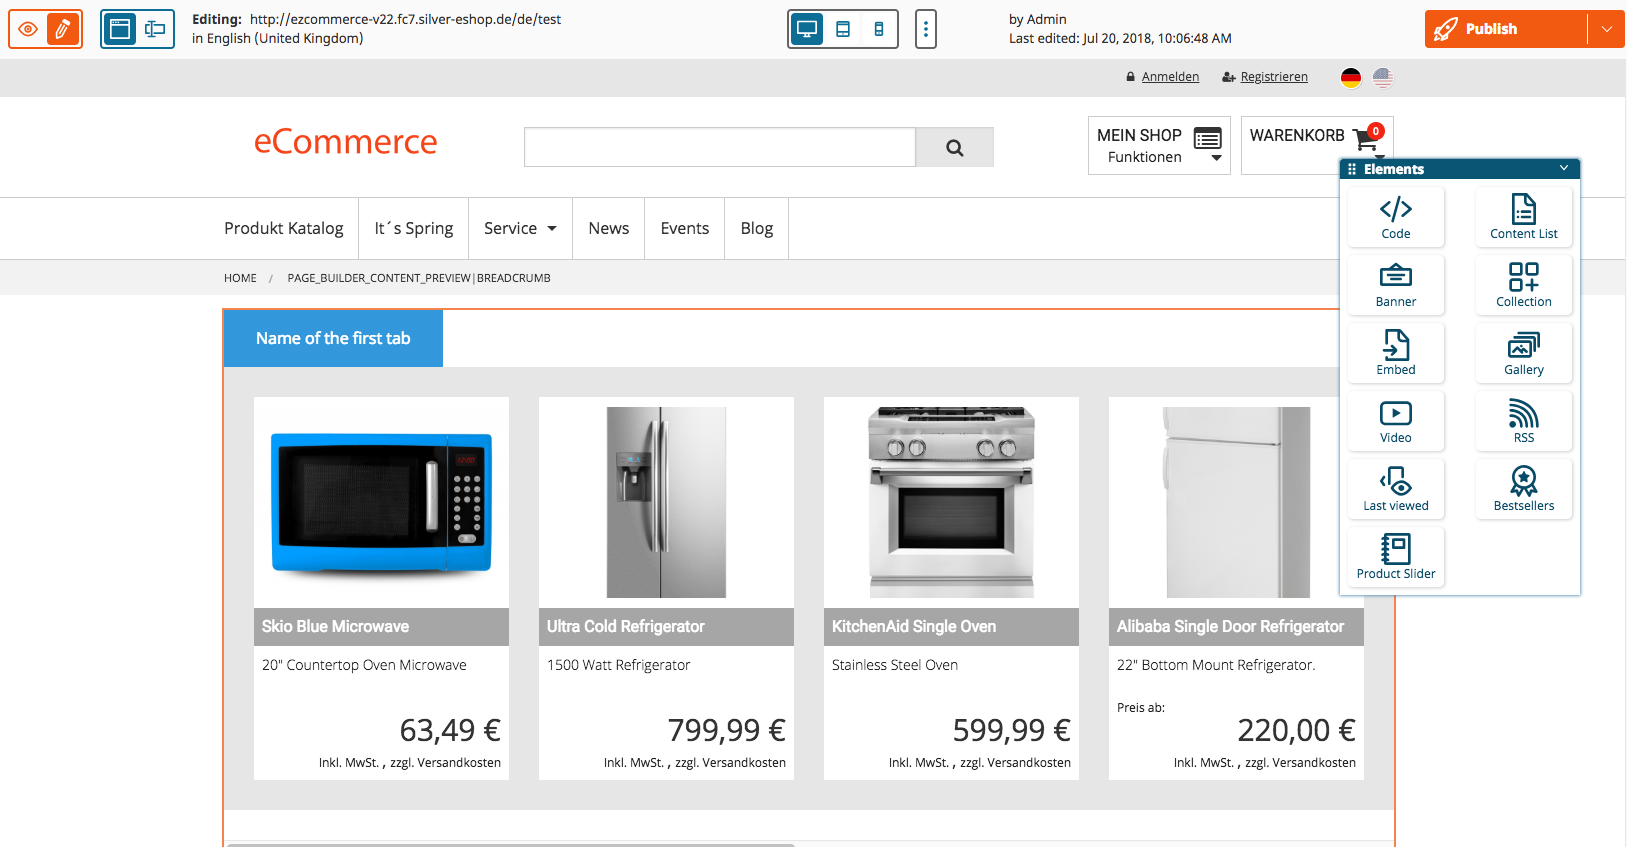 Editing: http://ezcommerce-v22.fc7.silver-eshop.de/de/test
in English (United Kingdom)
by Admin
Last edited: Jul 20, 2018, 10:06:48 AM
Publish
Anmelden
Registrieren
eCommerce
MEIN SHOP
Funktionen
WARENKORB
0
Elements
Code
Content List
Banner
Collection
Embed
Gallery
Video
RSS
Last viewed
Bestsellers
Product Slider
Produkt Katalog
It´s Spring
Service
News
Events
Blog
HOME / PAGE_BUILDER_CONTENT_PREVIEW|BREADCRUMB
Name of the first tab
Skio Blue Microwave
20" Countertop Oven Microwave
63,49 €
Inkl. MwSt. , zzgl. Versandkosten
Ultra Cold Refrigerator
1500 Watt Refrigerator
799,99 €
Inkl. MwSt. , zzgl. Versandkosten
KitchenAid Single Oven
Stainless Steel Oven
599,99 €
Inkl. MwSt. , zzgl. Versandkosten
Alibaba Single Door Refrigerator
22" Bottom Mount Refrigerator.
Preis ab:
220,00 €
Inkl. MwSt. , zzgl. Versandkosten